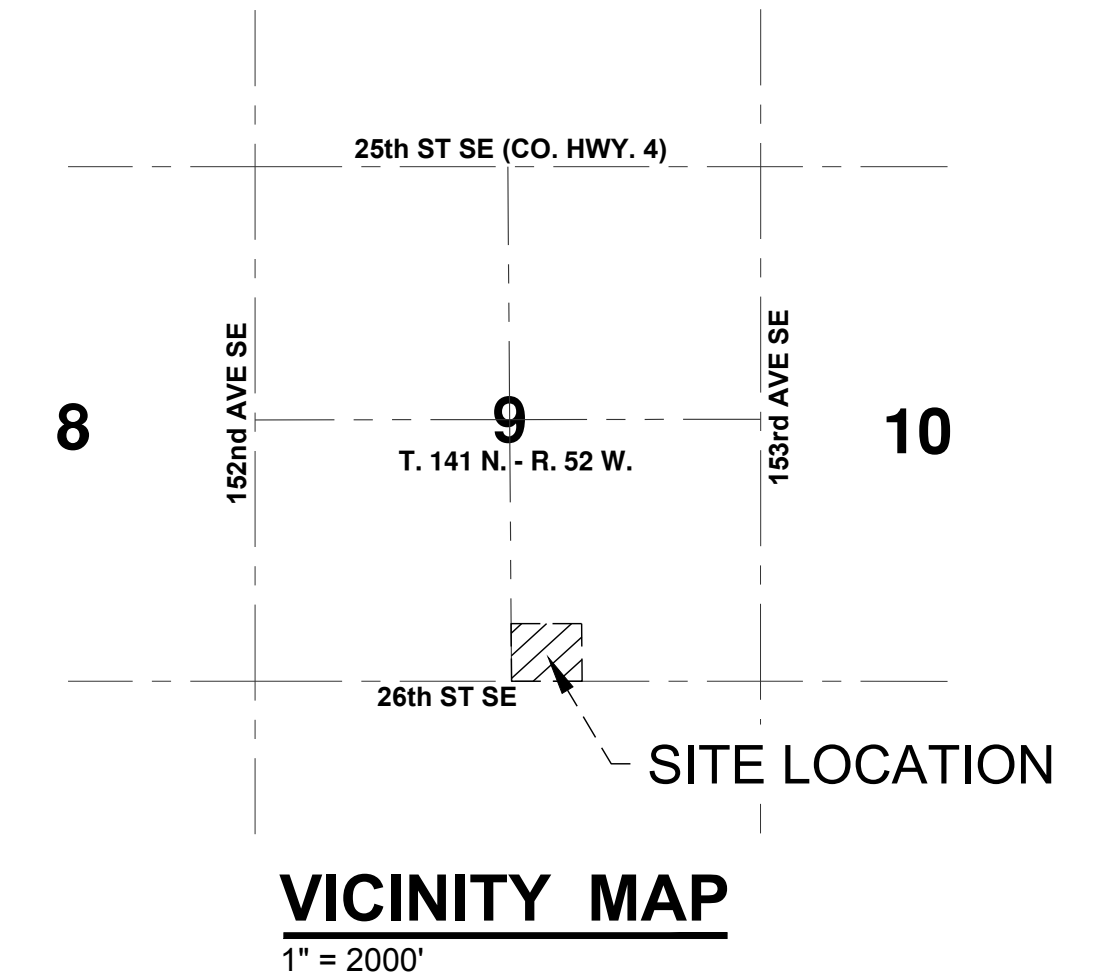 25th ST SE (CO. HWY. 4)
152nd AVE SE
153rd AVE SE
8
9
10
T. 141 N. - R. 52 W.
26th ST SE
SITE LOCATION
VICINITY MAP
1" = 2000'